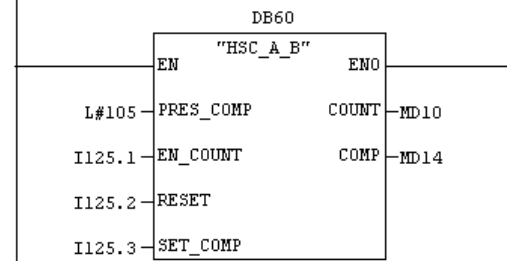 DB60
"HSC_A_B"
EN ENO
L#105 PRES_COMP COUNT MD10
I125.1 EN_COUNT COMP MD14
I125.2 RESET
I125.3 SET_COMP